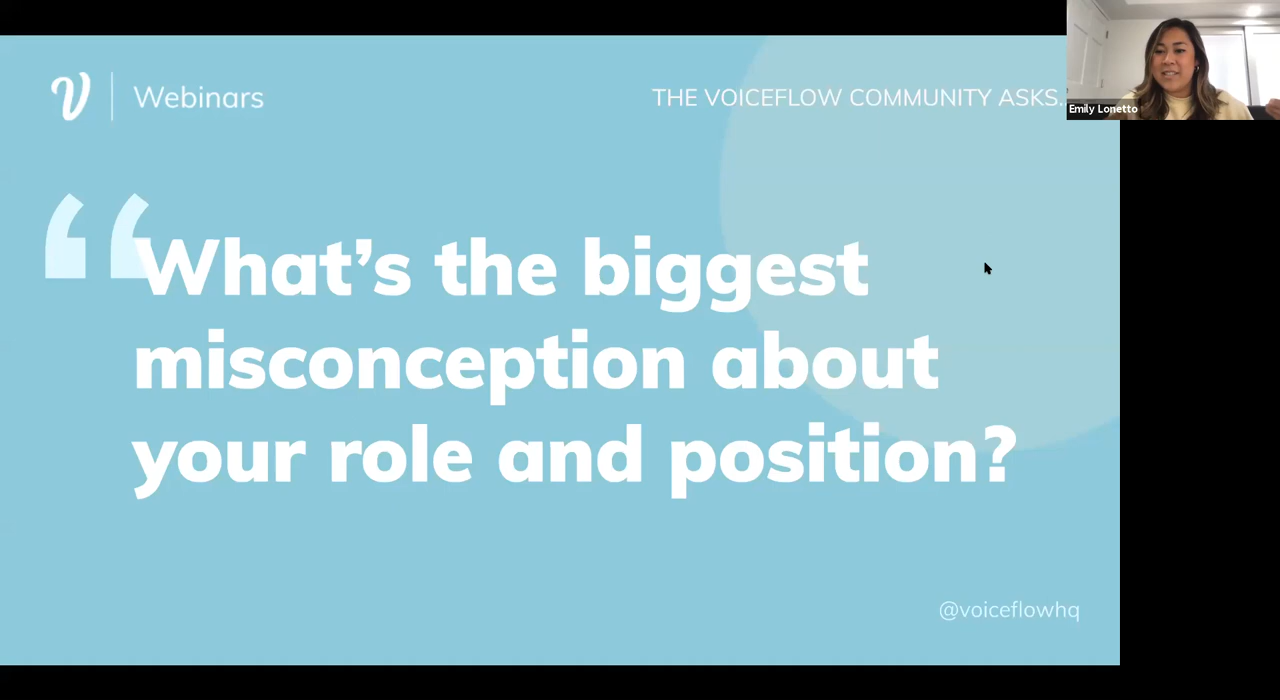 Webinars
THE VOICEFLOW COMMUNITY ASKS.
Emily Lonetto
“What’s the biggest
misconception about
your role and position?
@voiceflowhq